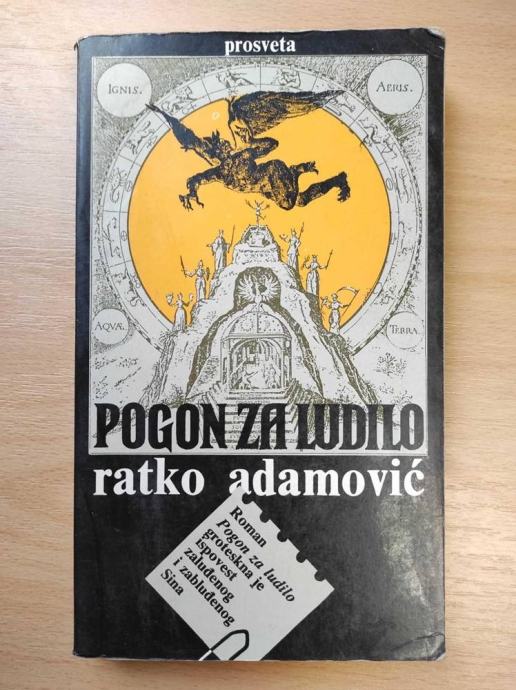 prosveta
IGNIS.
AERIS.
AQVÆ.
TERRA.
POGON ZA LUDILO
ratko adamović
Roman
Pogon za ludilo
groteskna je
ispovest
zaluđenog
i zabluđenog
Sina